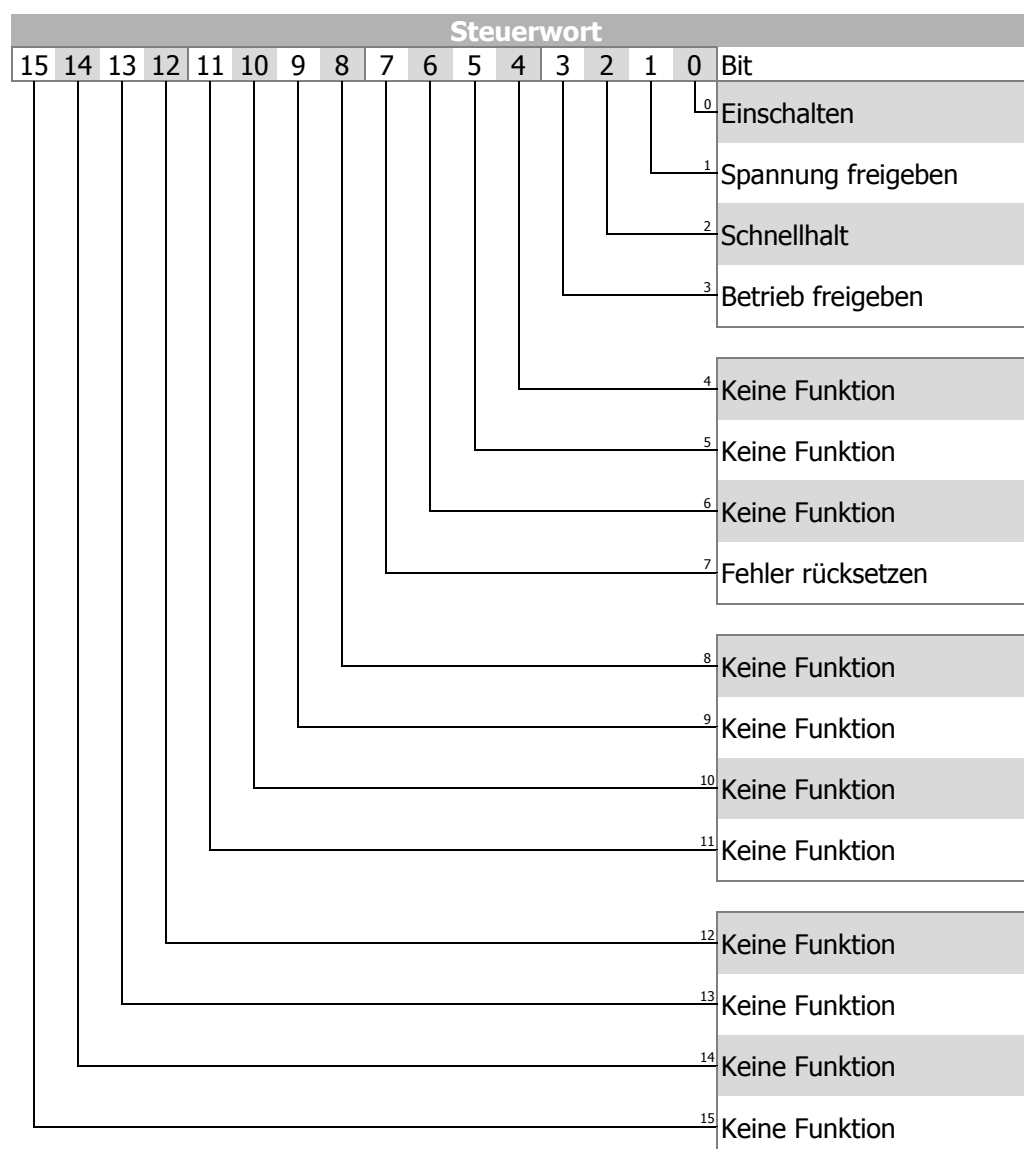 Steuerwort
15 14 13 12 11 10 9 8 7 6 5 4 3 2 1 0 Bit
0 Einschalten
1 Spannung freigeben
2 Schnellhalt
3 Betrieb freigeben
4 Keine Funktion
5 Keine Funktion
6 Keine Funktion
7 Fehler rücksetzen
8 Keine Funktion
9 Keine Funktion
10 Keine Funktion
11 Keine Funktion
12 Keine Funktion
13 Keine Funktion
14 Keine Funktion
15 Keine Funktion